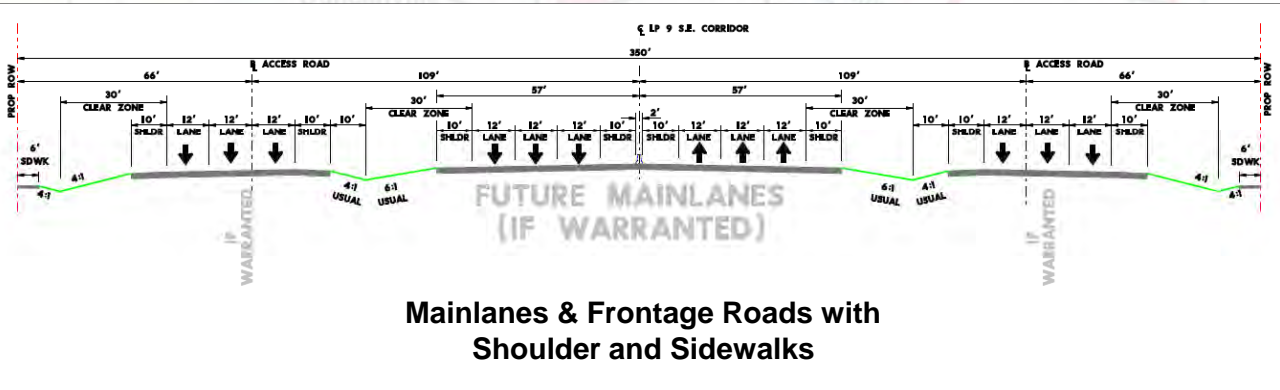 ℄ LP 9 S.E. CORRIDOR
350'
PROP ROW
66'
℄ ACCESS ROAD
109'
109'
℄ ACCESS ROAD
66'
PROP ROW
57'
57'
30'
CLEAR ZONE
30'
CLEAR ZONE
2'
30'
CLEAR ZONE
30'
CLEAR ZONE
10' 12' 12' 12' 10' 10'
SHLDR LANE LANE LANE SHLDR
10' 12' 12' 12' 10'
SHLDR LANE LANE LANE SHLDR
10' 12' 12' 12' 10'
SHLDR LANE LANE LANE SHLDR
10' 10' 12' 12' 12' 10'
SHLDR LANE LANE LANE SHLDR
6'
SDWK
6'
SDWK
4:1
4:1
4:1
USUAL
6:1
USUAL
6:1
USUAL
4:1
USUAL
4:1
4:1
FUTURE MAINLANES
(IF WARRANTED)
IF
WARRANTED
IF
WARRANTED
Mainlanes & Frontage Roads with
Shoulder and Sidewalks